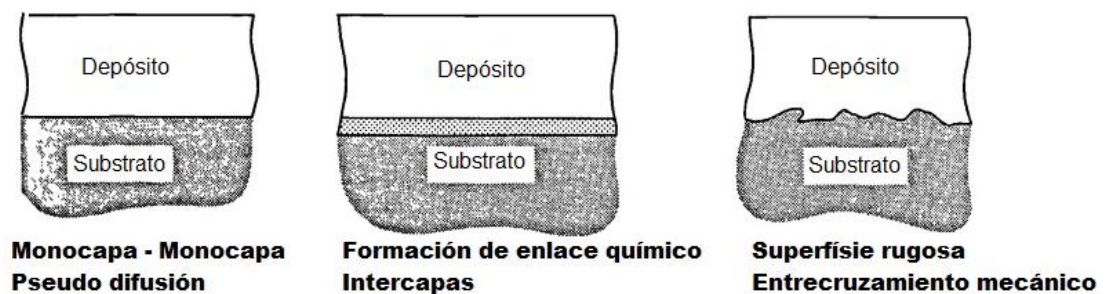 Depósito
Substrato
Monocapa - Monocapa
Pseudo difusión
Depósito
Substrato
Formación de enlace químico
Intercapas
Depósito
Substrato
Superfísie rugosa
Entrecruzamiento mecánico